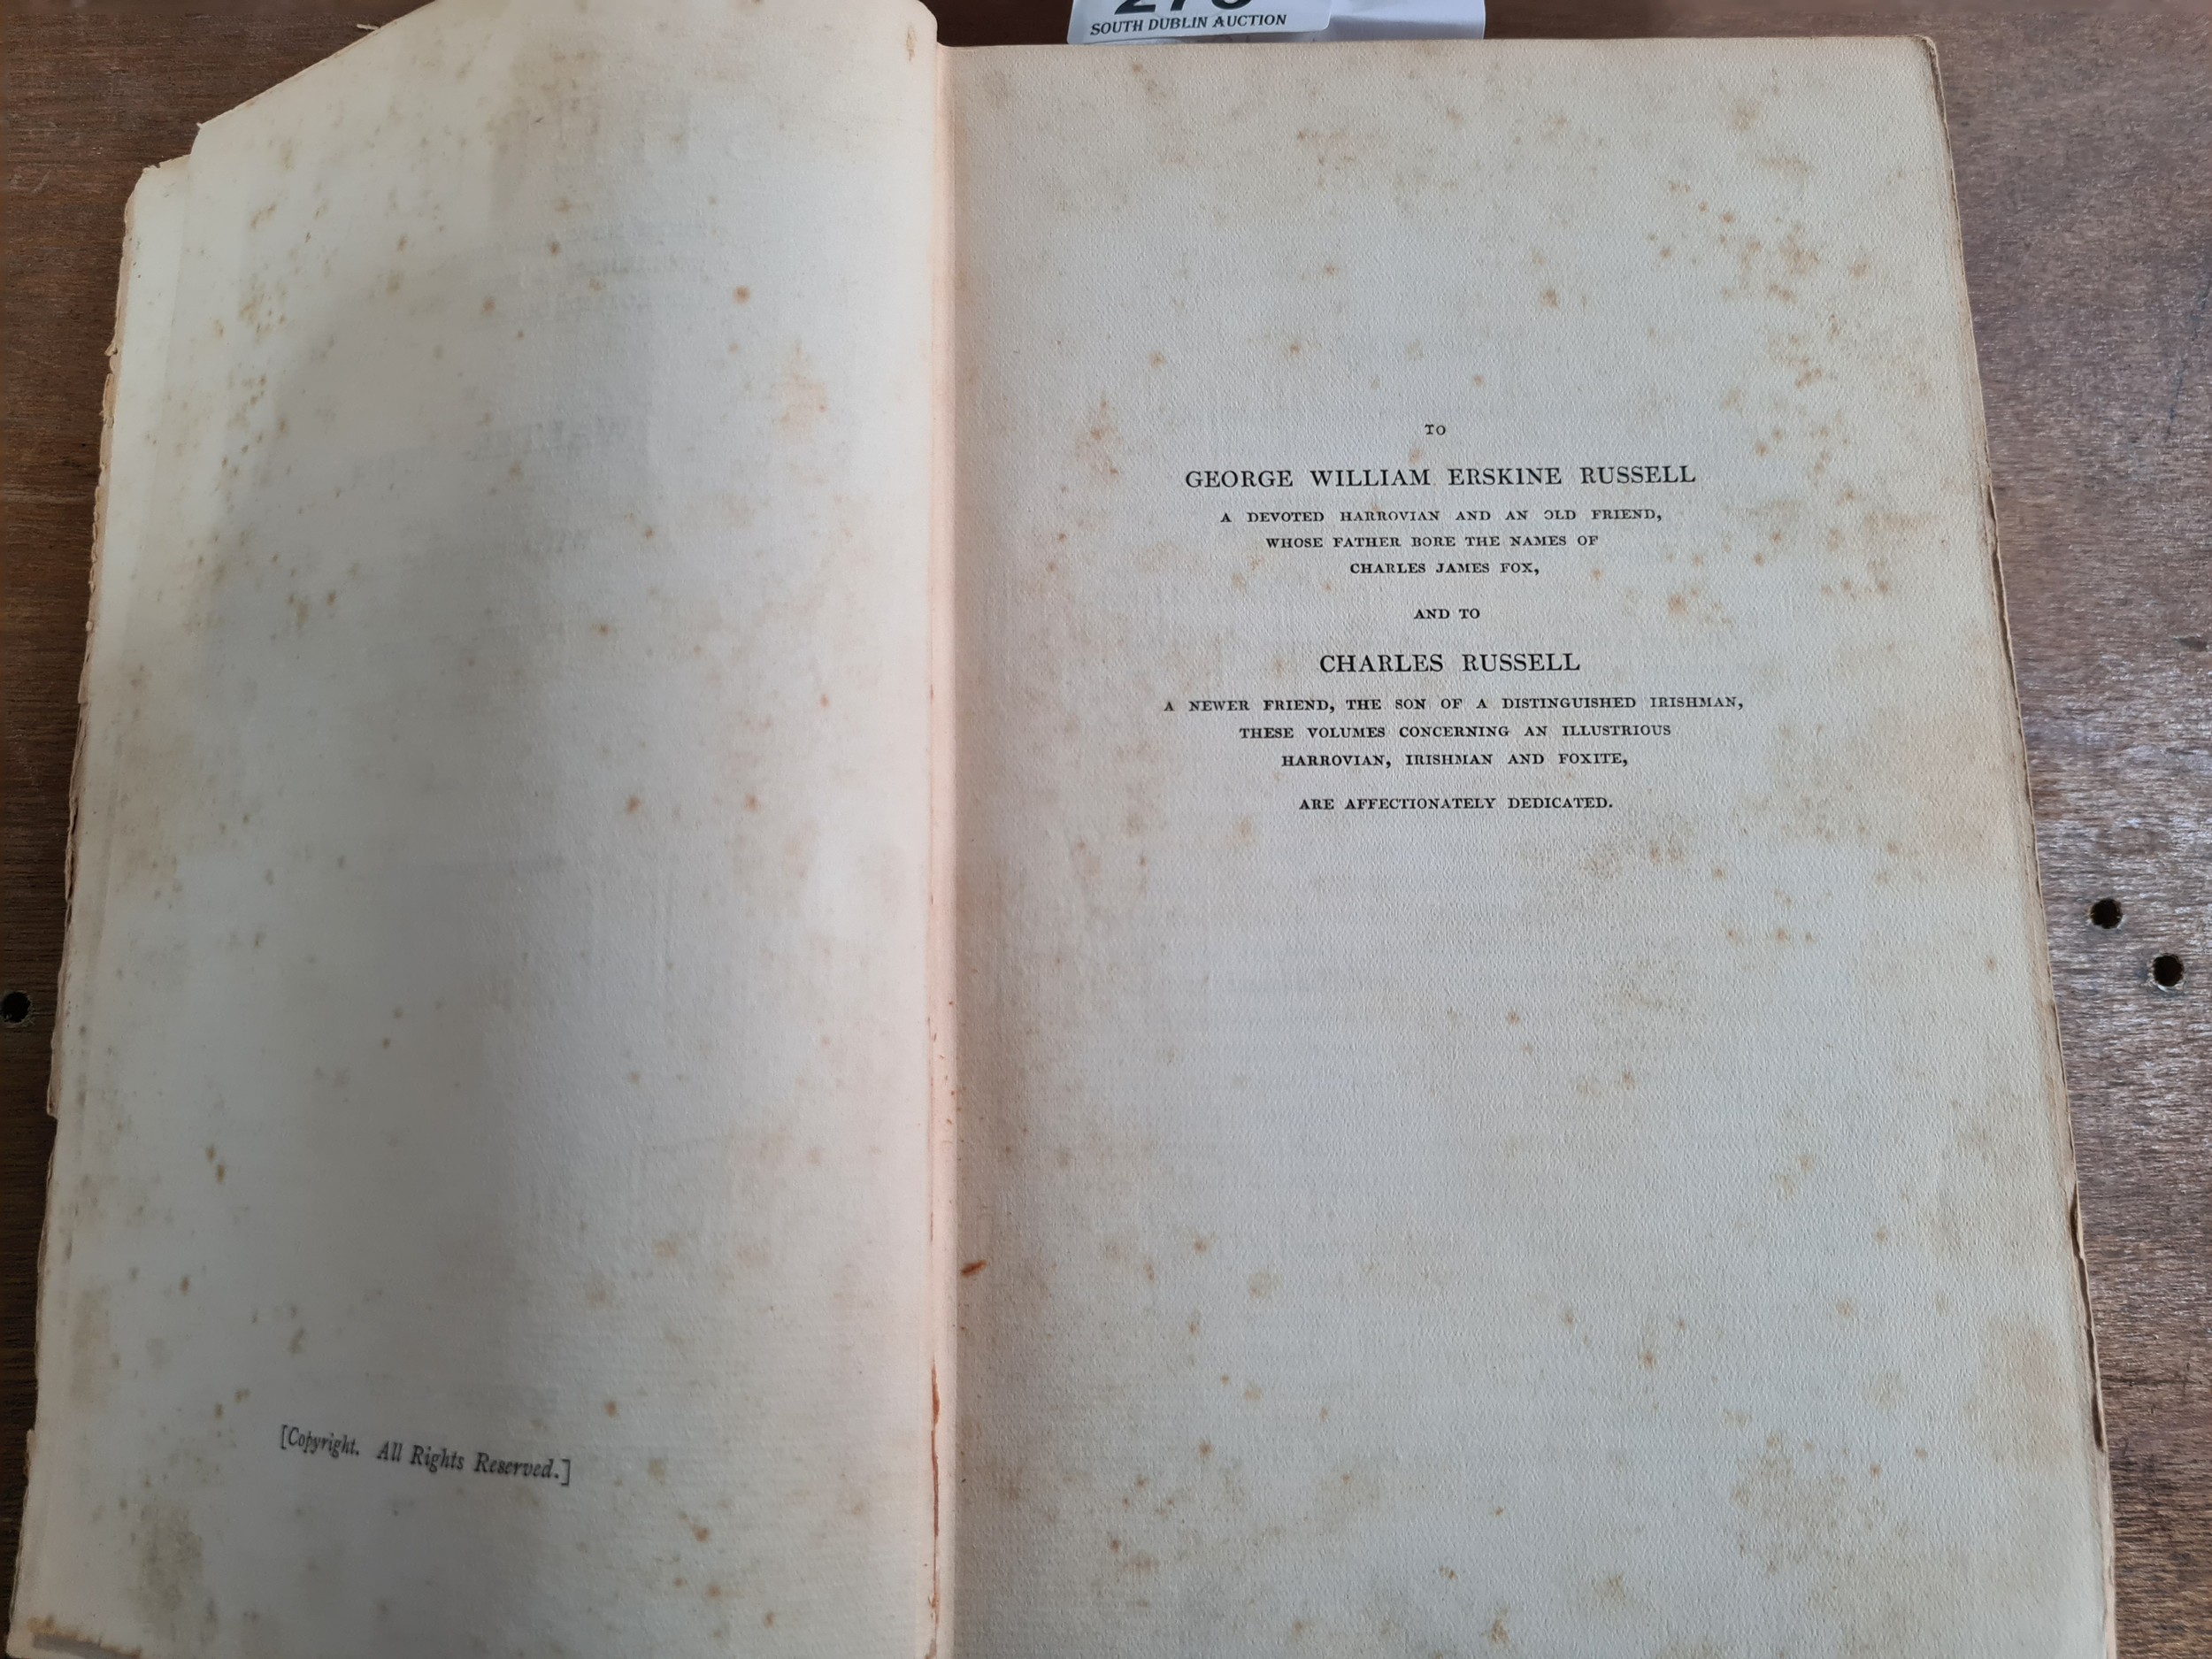 SOUTH DUBLIN AUCTION
[Copyright. All Rights Reserved.]
TO
GEORGE WILLIAM ERSKINE RUSSELL
A DEVOTED HARROVIAN AND AN OLD FRIEND,
WHOSE FATHER BORE THE NAMES OF
CHARLES JAMES FOX,
AND TO
CHARLES RUSSELL
A NEWER FRIEND, THE SON OF A DISTINGUISHED IRISHMAN,
THESE VOLUMES CONCERNING AN ILLUSTRIOUS
HARROVIAN, IRISHMAN AND FOXITE,
ARE AFFECTIONATELY DEDICATED.